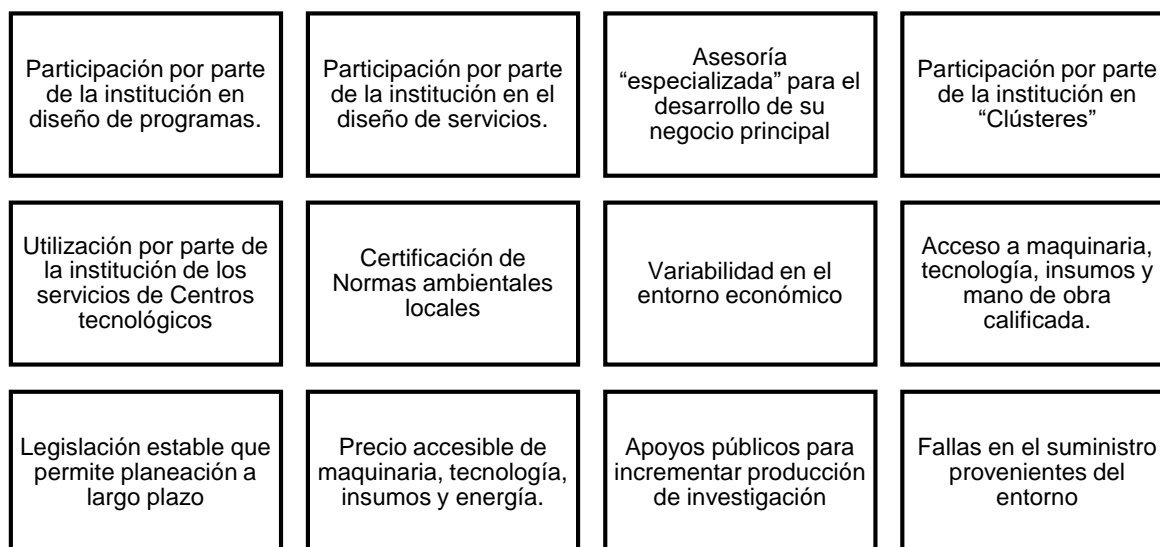 Participación por parte
de la institución en
diseño de programas.
Participación por parte
de la institución en el
diseño de servicios.
Asesoría
“especializada” para el
desarrollo de su
negocio principal
Participación por parte
de la institución en
“Clústeres”
Utilización por parte de
la institución de los
servicios de Centros
tecnológicos
Certificación de
Normas ambientales
locales
Variabilidad en el
entorno económico
Acceso a maquinaria,
tecnología, insumos y
mano de obra
calificada.
Legislación estable que
permite planeación a
largo plazo
Precio accesible de
maquinaria, tecnología,
insumos y energía.
Apoyos públicos para
incrementar producción
de investigación
Fallas en el suministro
provenientes del
entorno